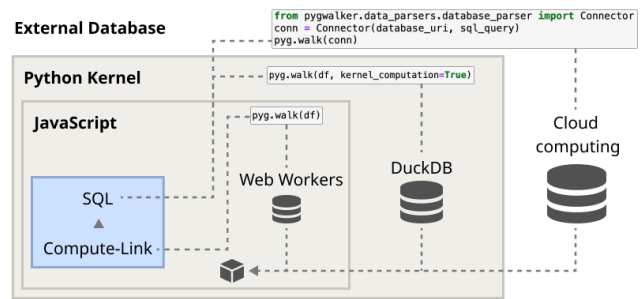 from pygwalker.data_parsers.database_parser import Connector
conn = Connector(database_uri, sql_query)
pyg.walk(conn)
External Database
Python Kernel
pyg.walk(df, kernel_computation=True)
JavaScript
pyg.walk(df)
Cloud
computing
DuckDB
Web Workers
SQL
Compute-Link